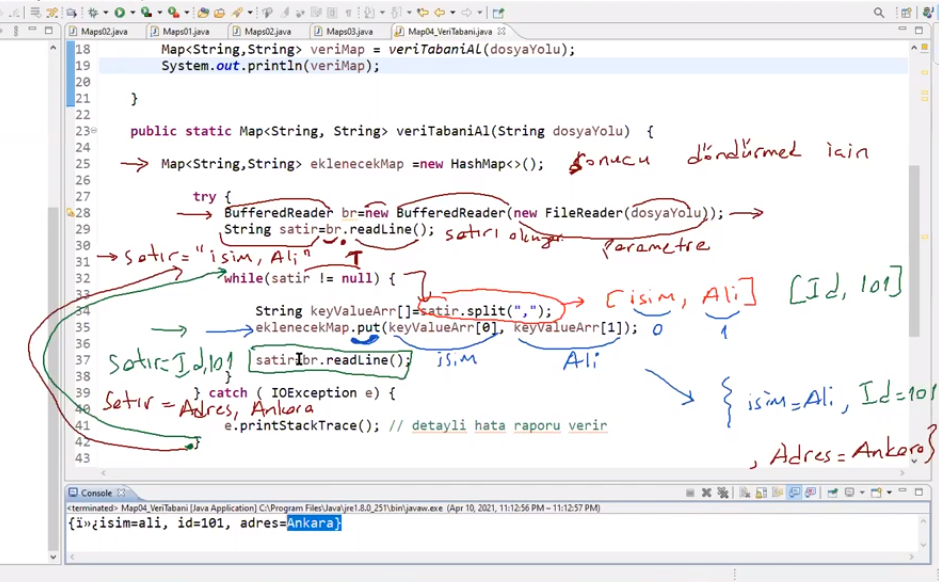 Maps02.java Maps01.java Maps02.java Maps03.java Map04_VeriTabani.java
18 Map<String,String> veriMap = veriTabaniAl(dosyaYolu);
19 System.out.println(veriMap);
20
21 }
22
23 public static Map<String, String> veriTabaniAl(String dosyaYolu) {
24
25 Map<String,String> eklenecekMap =new HashMap<>(); sonucu döndürmek için
26
27 try {
28 BufferedReader br=new BufferedReader(new FileReader(dosyaYolu));
29 String satir=br.readLine(); satırı okuyor parametre
30
31 satır="isim, Ali" T
32 while(satir != null) {
33 [isim, Ali] [Id, 101]
34 String keyValueArr[]=satir.split(",");
35 eklenecekMap.put(keyValueArr[0], keyValueArr[1]); 0 1
36 isim Ali
37 satır=Id,101 satir=br.readLine();
38 }
39 } catch ( IOException e) { {isim=Ali, Id=101
40 Satır = Adres, Ankara
41 e.printStackTrace(); // detayli hata raporu verir
42 }
43 , Adres=Ankara}
Console
<terminated> Map04_VeriTabani [Java Application] C:\Program Files\Java\jre1.8.0_251\bin\javaw.exe (Apr 10, 2021, 11:12:56 PM – 11:12:57 PM)
{ï»¿isim=ali, id=101, adres=Ankara}